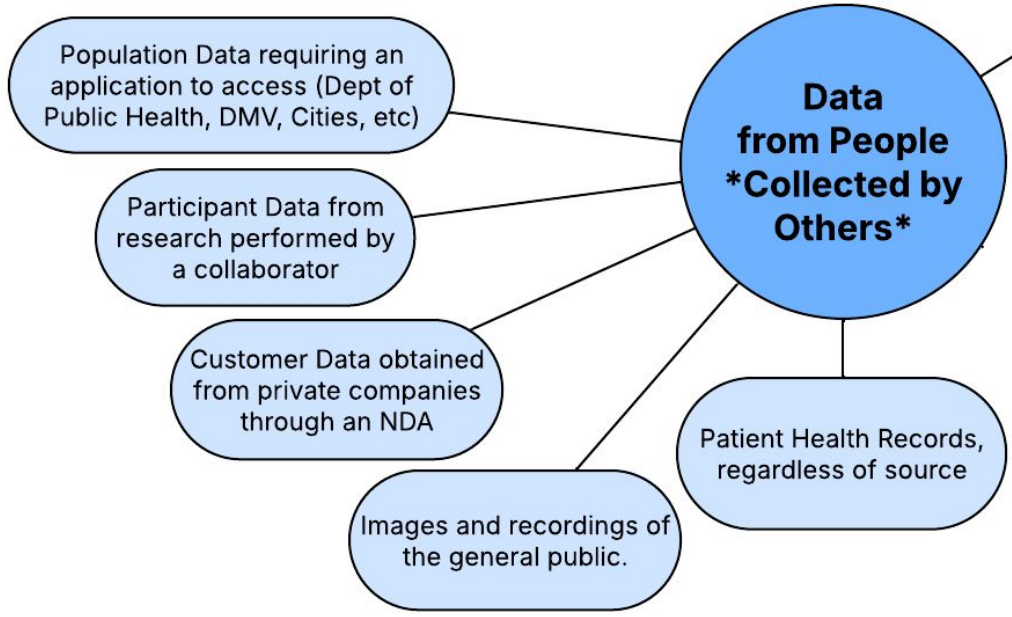 Population Data requiring an
application to access (Dept of
Public Health, DMV, Cities, etc)
Data
from People
*Collected by
Others*
Participant Data from
research performed by
a collaborator
Customer Data obtained
from private companies
through an NDA
Patient Health Records,
regardless of source
Images and recordings of
the general public.